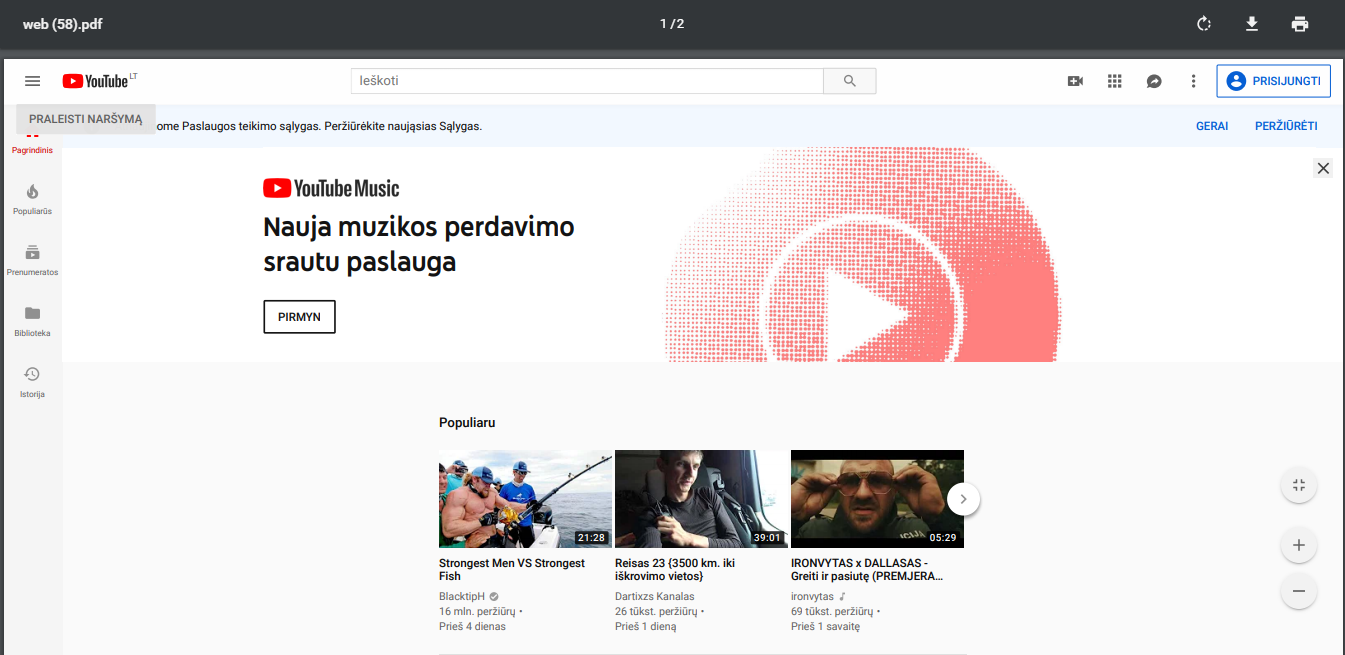 web (58).pdf
1 / 2
YouTube LT
Ieškoti
PRISIJUNGTI
PRALEISTI NARŠYMĄ
ome Paslaugos teikimo sąlygas. Peržiūrėkite naująsias Sąlygas.
GERAI
PERŽIŪRĖTI
Pagrindinis
Populiarūs
Prenumeratos
Biblioteka
Istorija
YouTube Music
Nauja muzikos perdavimo
srautu paslauga
PIRMYN
Populiaru
21:28
Strongest Men VS Strongest
Fish
BlacktipH
16 mln. peržiūrų •
Prieš 4 dienas
39:01
Reisas 23 {3500 km. iki
iškrovimo vietos}
Dartixzs Kanalas
26 tūkst. peržiūrų •
Prieš 1 dieną
05:29
IRONVYTAS x DALLASAS -
Greiti ir pasiutę (PREMJERA...
ironvytas
69 tūkst. peržiūrų •
Prieš 1 savaitę